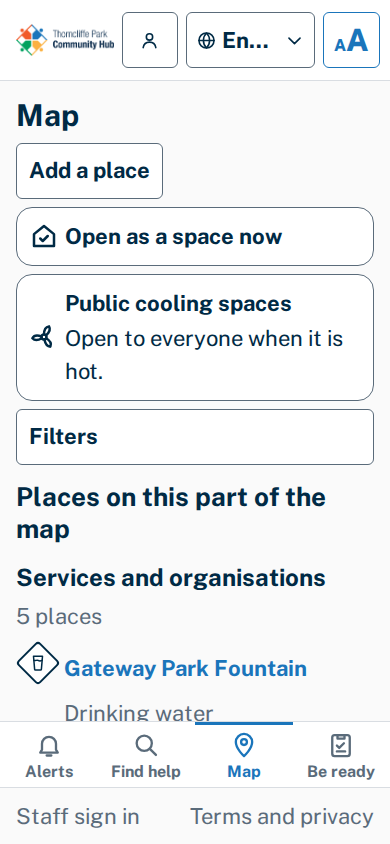 Thorncliffe Park
Community Hub
En...
AA
Map
Add a place
Open as a space now
Public cooling spaces
Open to everyone when it is
hot.
Filters
Places on this part of the
map
Services and organisations
5 places
Gateway Park Fountain
Drinking water
Alerts
Find help
Map
Be ready
Staff sign in
Terms and privacy